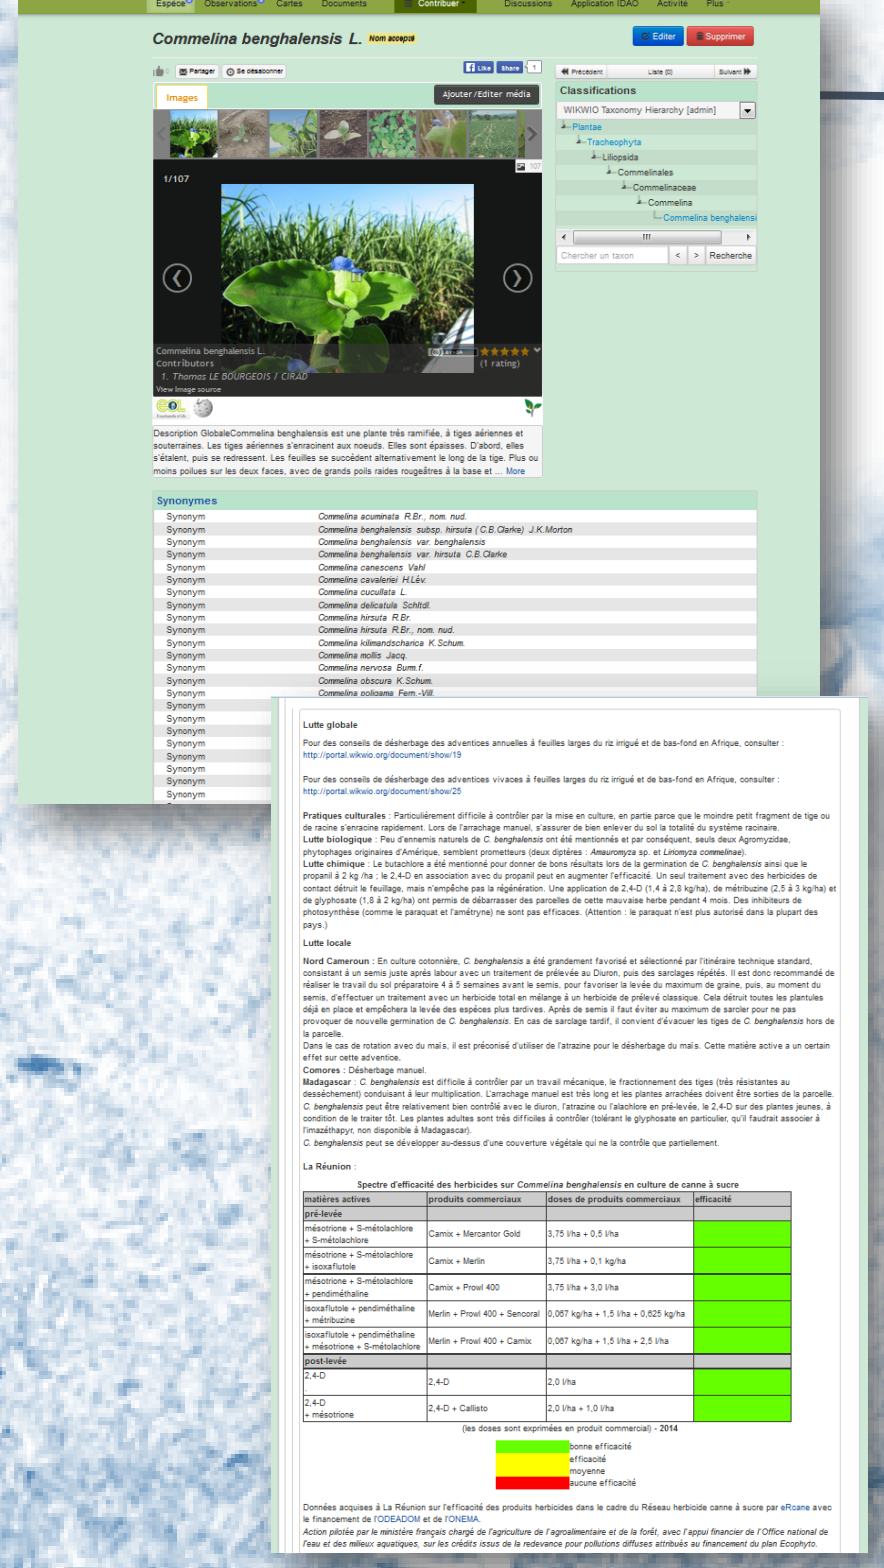 Espèce Observations Cartes Documents Contribuer Discussions Application IDAO Activité Plus
Commelina benghalensis L. Nom accepté
Editer Supprimer
Partager Se désabonner
Like Share 1
Précédent Liste (0) Suivant
Images
Ajouter/Editer média
107
1/107
Commelina benghalensis L.
Contributors
1. Thomas LE BOURGEOIS / CIRAD
View Image source
(1 rating)
Classifications
WIKWIO Taxonomy Hierarchy [admin]
Plantae
Tracheophyta
Liliopsida
Commelinales
Commelinaceae
Commelina
Commelina benghalensi
Chercher un taxon < > Recherche
Description GlobaleCommelina benghalensis est une plante très ramifiée, à tiges aériennes et
souterraines. Les tiges aériennes s'enracinent aux noeuds. Elles sont épaisses. D'abord, elles
s'étalent, puis se redressent. Les feuilles se succèdent alternativement le long de la tige. Plus ou
moins poilues sur les deux faces, avec de grands poils raides rougeâtres à la base et ... More
Synonymes
Synonym Commelina acuminata R.Br., nom. nud.
Synonym Commelina benghalensis subsp. hirsuta ( C.B.Clarke) J.K.Morton
Synonym Commelina benghalensis var. benghalensis
Synonym Commelina benghalensis var. hirsuta C.B.Clarke
Synonym Commelina canescens Vahl
Synonym Commelina cavaleriei H.Lév.
Synonym Commelina cucullata L.
Synonym Commelina delicatula Schltdl.
Synonym Commelina hirsuta R.Br.
Synonym Commelina hirsuta R.Br., nom. nud.
Synonym Commelina kilimandscharica K.Schum.
Synonym Commelina mollis Jacq.
Synonym Commelina nervosa Burm.f.
Synonym Commelina obscura K.Schum.
Synonym Commelina poligama Fern.-Vill.
Synonym
Synonym
Synonym
Synonym
Synonym
Synonym
Synonym
Synonym
Lutte globale
Pour des conseils de désherbage des adventices annuelles à feuilles larges du riz irrigué et de bas-fond en Afrique, consulter :
http://portal.wikwio.org/document/show/19
Pour des conseils de désherbage des adventices vivaces à feuilles larges du riz irrigué et de bas-fond en Afrique, consulter :
http://portal.wikwio.org/document/show/25
Pratiques culturales : Particulièrement difficile à contrôler par la mise en culture, en partie parce que le moindre petit fragment de tige ou
de racine s'enracine rapidement. Lors de l'arrachage manuel, s'assurer de bien enlever du sol la totalité du système racinaire.
Lutte biologique : Peu d'ennemis naturels de C. benghalensis ont été mentionnés et par conséquent, seuls deux Agromyzidae,
phytophages originaires d'Amérique, semblent prometteurs (deux diptères : Amauromyza sp. et Liriomyza commelinae).
Lutte chimique : Le butachlore a été mentionné pour donner de bons résultats lors de la germination de C. benghalensis ainsi que le
propanil à 2 kg /ha ; le 2,4-D en association avec du propanil peut en augmenter l'efficacité. Un seul traitement avec des herbicides de
contact détruit le feuillage, mais n'empêche pas la régénération. Une application de 2,4-D (1,4 à 2,8 kg/ha), de métribuzine (2,5 à 3 kg/ha) et
de glyphosate (1,8 à 2 kg/ha) ont permis de débarrasser des parcelles de cette mauvaise herbe pendant 4 mois. Des inhibiteurs de
photosynthèse (comme le paraquat et l'amétryne) ne sont pas efficaces. (Attention : le paraquat n'est plus autorisé dans la plupart des
pays.)
Lutte locale
Nord Cameroun : En culture cotonnière, C. benghalensis a été grandement favorisé et sélectionné par l'itinéraire technique standard,
consistant à un semis juste après labour avec un traitement de prélevée au Diuron, puis des sarclages répétés. Il est donc recommandé de
réaliser le travail du sol préparatoire 4 à 5 semaines avant le semis, pour favoriser la levée du maximum de graine, puis, au moment du
semis, d'effectuer un traitement avec un herbicide total en mélange à un herbicide de prélevé classique. Cela détruit toutes les plantules
déjà en place et empêchera la levée des espèces plus tardives. Après de semis il faut éviter au maximum de sarcler pour ne pas
provoquer de nouvelle germination de C. benghalensis. En cas de sarclage tardif, il convient d'évacuer les tiges de C. benghalensis hors de
la parcelle.
Dans le cas de rotation avec du maïs, il est préconisé d'utiliser de l'atrazine pour le désherbage du maïs. Cette matière active a un certain
effet sur cette adventice.
Comores : Désherbage manuel.
Madagascar : C. benghalensis est difficile à contrôler par un travail mécanique, le fractionnement des tiges (très résistantes au
dessèchement) conduisant à leur multiplication. L'arrachage manuel est très long et les plantes arrachées doivent être sorties de la parcelle.
C. benghalensis peut être relativement bien contrôlé avec le diuron, l'atrazine ou l'alachlore en pré-levée, le 2,4-D sur des plantes jeunes, à
condition de le traiter tôt. Les plantes adultes sont très difficiles à contrôler (tolérant le glyphosate en particulier, qu'il faudrait associer à
l'imazéthapyr, non disponible à Madagascar).
C. benghalensis peut se développer au-dessus d'une couverture végétale qui ne la contrôle que partiellement.
La Réunion :
Spectre d'efficacité des herbicides sur Commelina benghalensis en culture de canne à sucre
matières actives produits commerciaux doses de produits commerciaux efficacité
pré-levée
mésotrione + S-métolachlore
+ S-métolachlore Camix + Mercantor Gold 3,75 l/ha + 0,5 l/ha
mésotrione + S-métolachlore
+ isoxaflutole Camix + Merlin 3,75 l/ha + 0,1 kg/ha
mésotrione + S-métolachlore
+ pendiméthaline Camix + Prowl 400 3,75 l/ha + 3,0 l/ha
isoxaflutole + pendiméthaline
+ métribuzine Merlin + Prowl 400 + Sencoral 0,067 kg/ha + 1,5 l/ha + 0,625 kg/ha
isoxaflutole + pendiméthaline
+ mésotrione + S-métolachlore Merlin + Prowl 400 + Camix 0,067 kg/ha + 1,5 l/ha + 2,5 l/ha
post-levée
2,4-D 2,4-D 2,0 l/ha
2,4-D
+ mésotrione 2,4-D + Callisto 2,0 l/ha + 1,0 l/ha
(les doses sont exprimées en produit commercial) - 2014
bonne efficacité
efficacité
moyenne
aucune efficacité
Données acquises à La Réunion sur l'efficacité des produits herbicides dans le cadre du Réseau herbicide canne à sucre par eRcane avec
le financement de l'ODEADOM et de l'ONEMA.
Action pilotée par le ministère français chargé de l'agriculture de l'agroalimentaire et de la forêt, avec l'appui financier de l'Office national de
l'eau et des milieux aquatiques, sur les crédits issus de la redevance pour pollutions diffuses attribués au financement du plan Ecophyto.